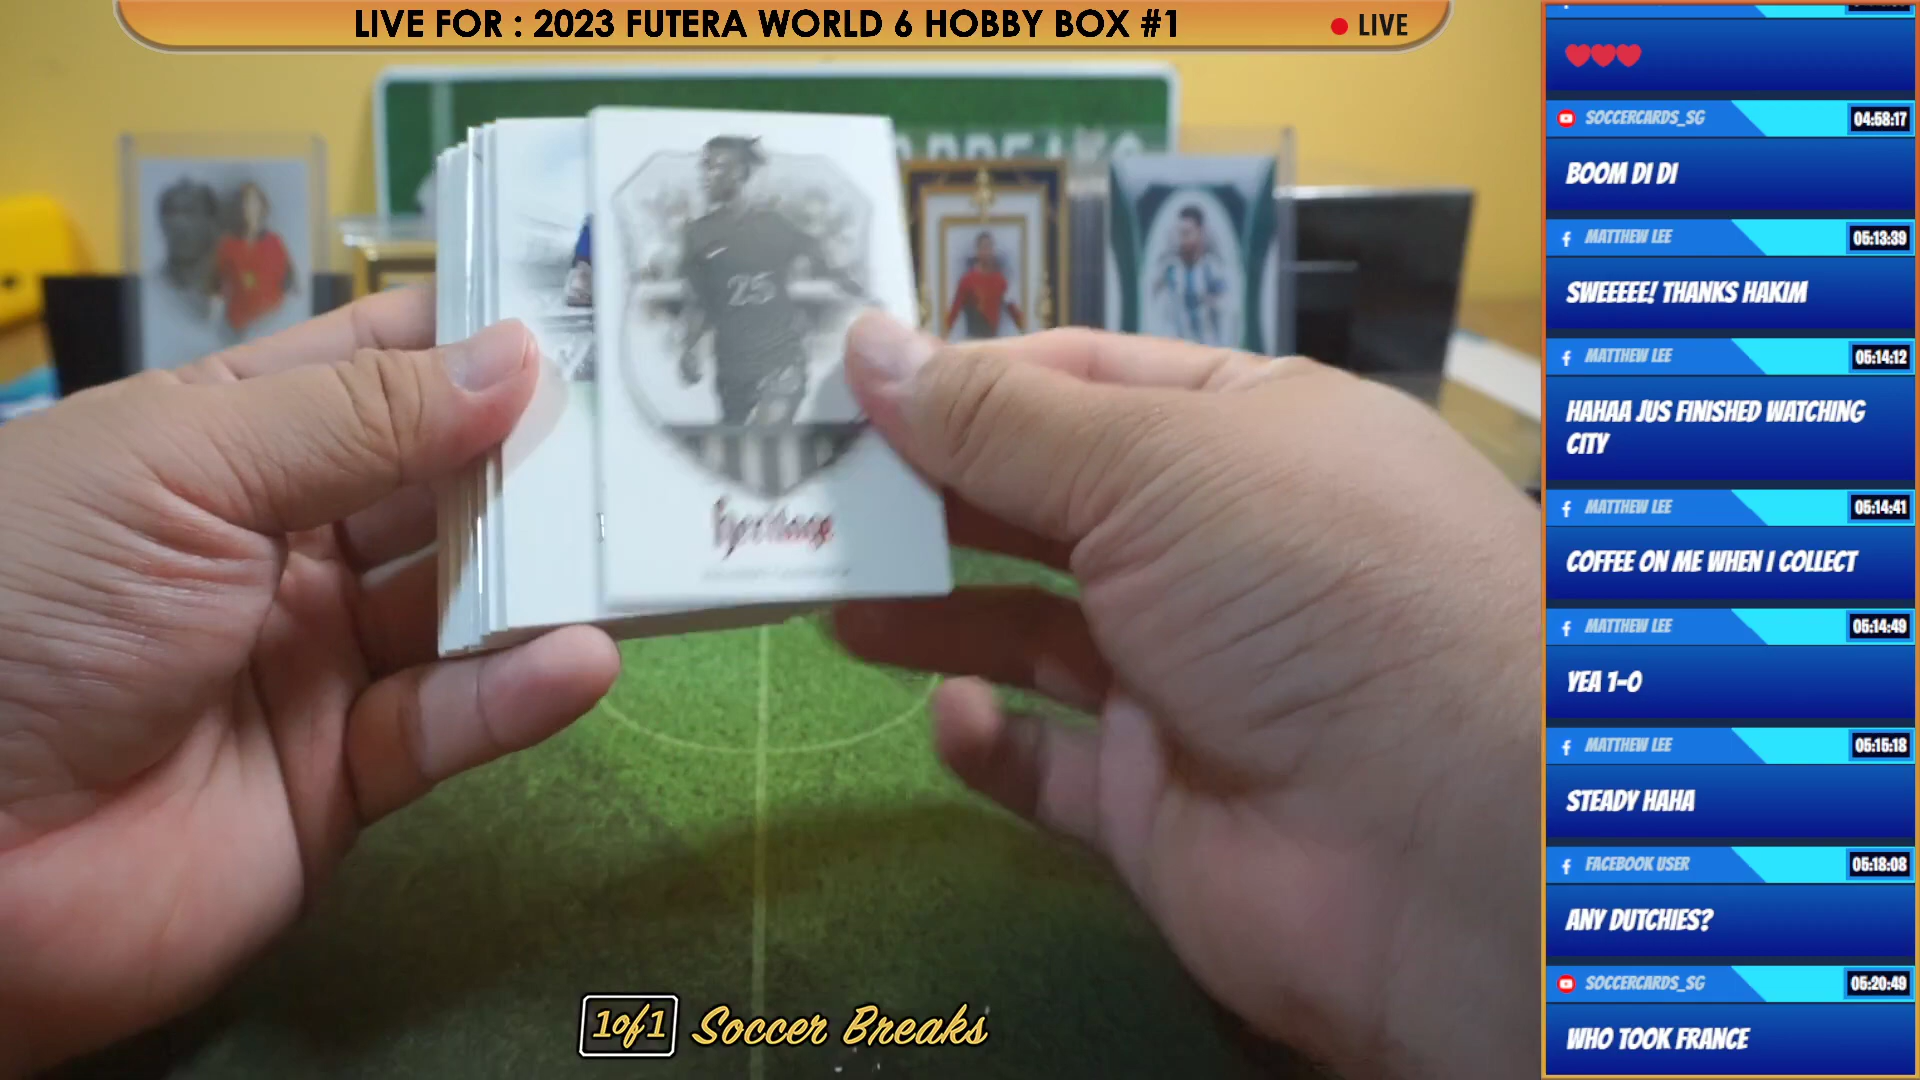 LIVE FOR : 2023 FUTERA WORLD 6 HOBBY BOX #1
LIVE
25
Heritage
1of1 Soccer Breaks
SOCCERCARDS_SG
04:58:17
BOOM DI DI
MATTHEW LEE
05:13:39
SWEEEEE! THANKS HAKIM
MATTHEW LEE
05:14:12
HAHAA JUS FINISHED WATCHING
CITY
MATTHEW LEE
05:14:41
COFFEE ON ME WHEN I COLLECT
MATTHEW LEE
05:14:49
YEA 1-0
MATTHEW LEE
05:15:18
STEADY HAHA
FACEBOOK USER
05:18:08
ANY DUTCHIES?
SOCCERCARDS_SG
05:20:49
WHO TOOK FRANCE